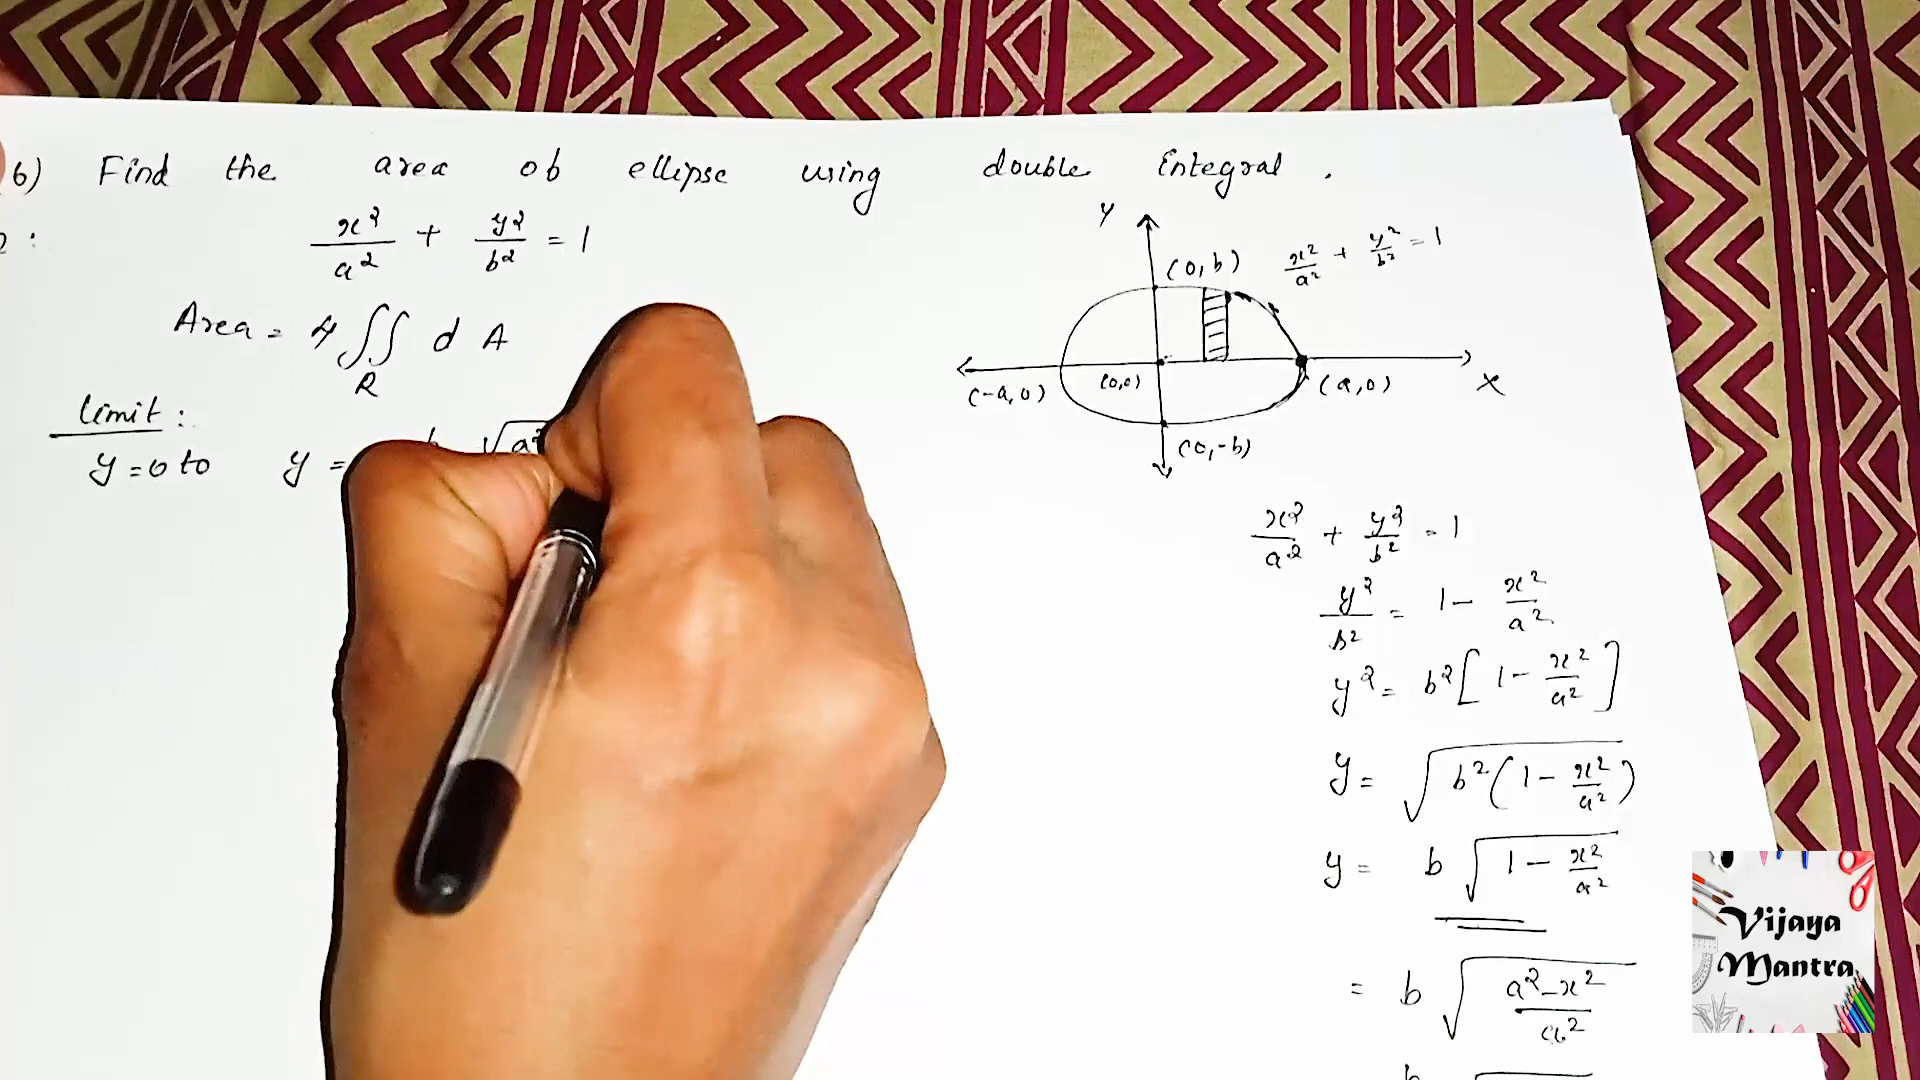 6) Find the area ob ellipse using double integral .
x²/a² + y²/b² = 1
Area = 4 ∬ d A
R
limit :
y = 0 to y = b √a²
Y
(0,b)
x²/a² + y²/b² = 1
(-a,0) (0,0) (a,0) X
(0,-b)
x²/a² + y²/b² = 1
y²/b² = 1 - x²/a²
y² = b² [ 1 - x²/a² ]
y = √b² ( 1 - x²/a² )
y = b √1 - x²/a²
= b √a² - x²/a²
b
Vijaya
Mantra